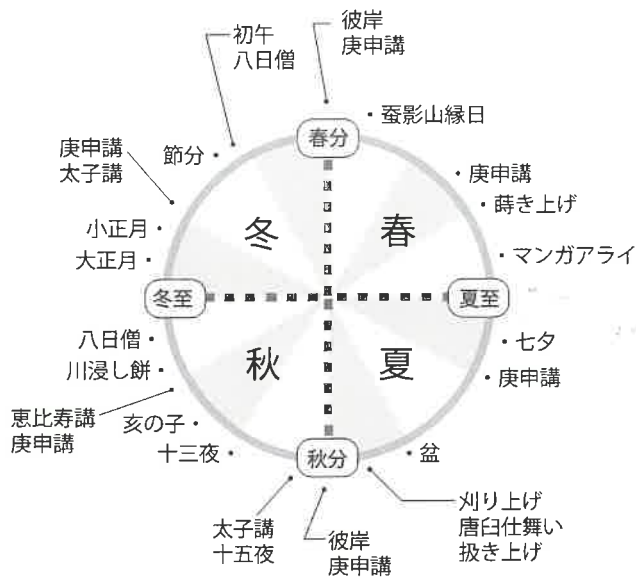 彼岸
庚申講
初午
八日僧
蚕影山縁日
春分
庚申講
太子講
節分
庚申講
蒔き上げ
小正月
大正月
冬
春
マンガアライ
冬至
夏至
八日僧
川浸し餅
秋
夏
七夕
庚申講
恵比寿講
庚申講
亥の子
十三夜
秋分
盆
太子講
十五夜
彼岸
庚申講
刈り上げ
唐臼仕舞い
扱き上げ